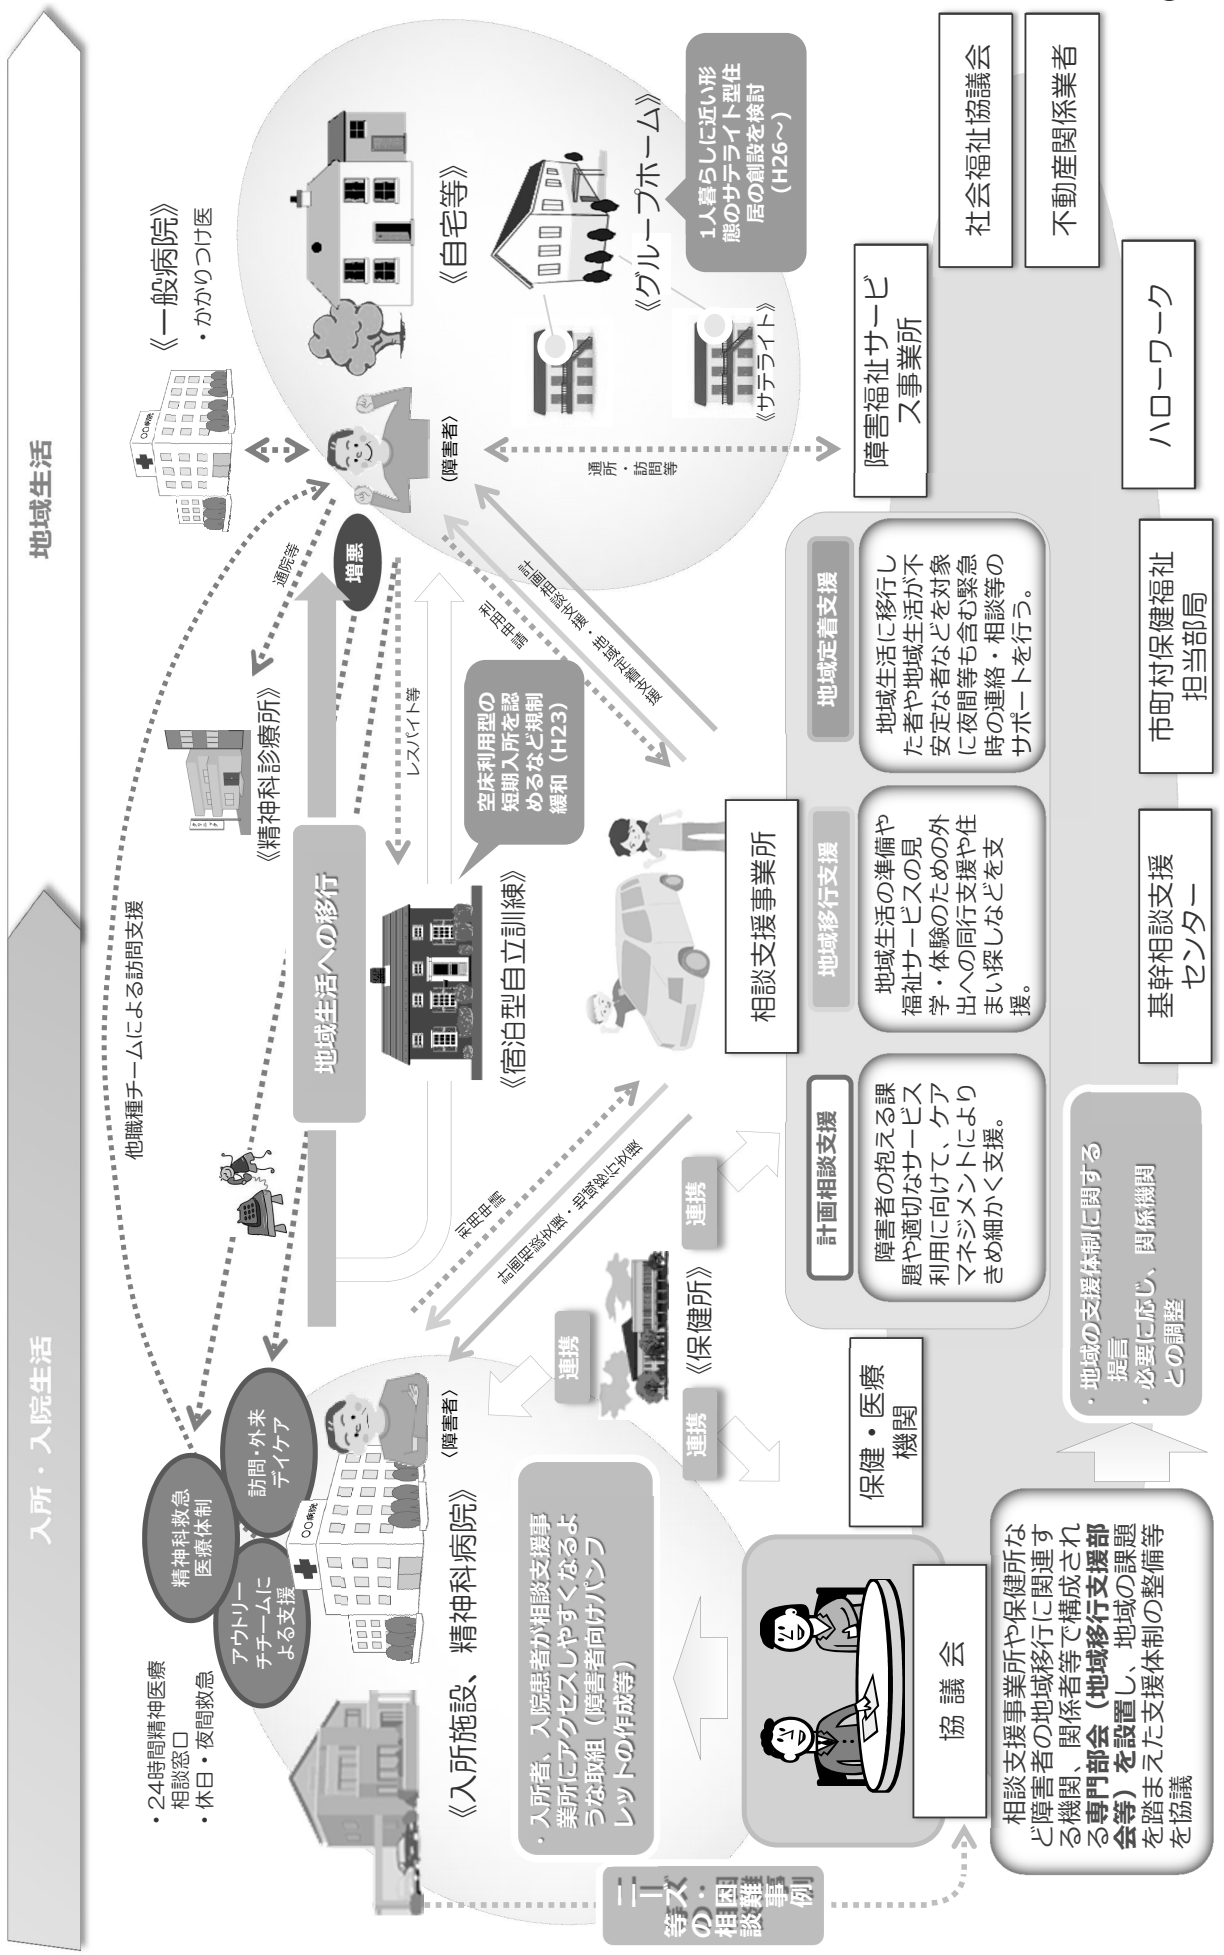 入所・入院生活
地域生活
・24時間精神医療
相談窓口
・休日・夜間救急
精神科救急
医療体制
アウトリー
チチームに
よる支援
訪問・外来
デイケア
他職種チームによる訪問支援
《一般病院》
・かかりつけ医
〇〇病院
通院等
《精神科診療所》
増悪
地域生活への移行
レスパイト等
〇〇病院
〈障害者〉
《入所施設、精神科病院》
《宿泊型自立訓練》
空床利用型の
短期入所を認
めるなど規制
緩和（H23）
〈障害者〉
《自宅等》
《グループホーム》
《サテライト》
1人暮らしに近い形
態のサテライト型住
居の創設を検討
（H26～）
利用申請
計画相談支援・地域移行支援
利用申請
計画相談支援・地域定着支援
通所・訪問等
・入所者、入院患者が相談支援事
業所にアクセスしやすくなるよ
うな取組（障害者向けパンフ
レットの作成等）
連携
《保健所》
連携
連携
相談支援事業所
計画相談支援
障害者の抱える課
題や適切なサービス
利用に向けて、ケア
マネジメントにより
きめ細かく支援。
地域移行支援
地域生活の準備や
福祉サービスの見
学・体験のための外
出への同行支援や住
まい探しなどを支
援。
地域定着支援
地域生活に移行し
た者や地域生活が不
安定な者などを対象
に夜間等も含む緊急
時の連絡・相談等の
サポートを行う。
ニーズ・困難事例
等の相談
協議会
保健・医療
機関
障害福祉サービ
ス事業所
社会福祉協議会
不動産関係業者
ハローワーク
市町村保健福祉
担当部局
基幹相談支援
センター
・地域の支援体制に関する
提言
・必要に応じ、関係機関
との調整
相談支援事業所や保健所な
ど障害者の地域移行に関連す
る機関、関係者等で構成され
る専門部会（地域移行支援部
会等）を設置し、地域の課題
を踏まえた支援体制の整備等
を協議